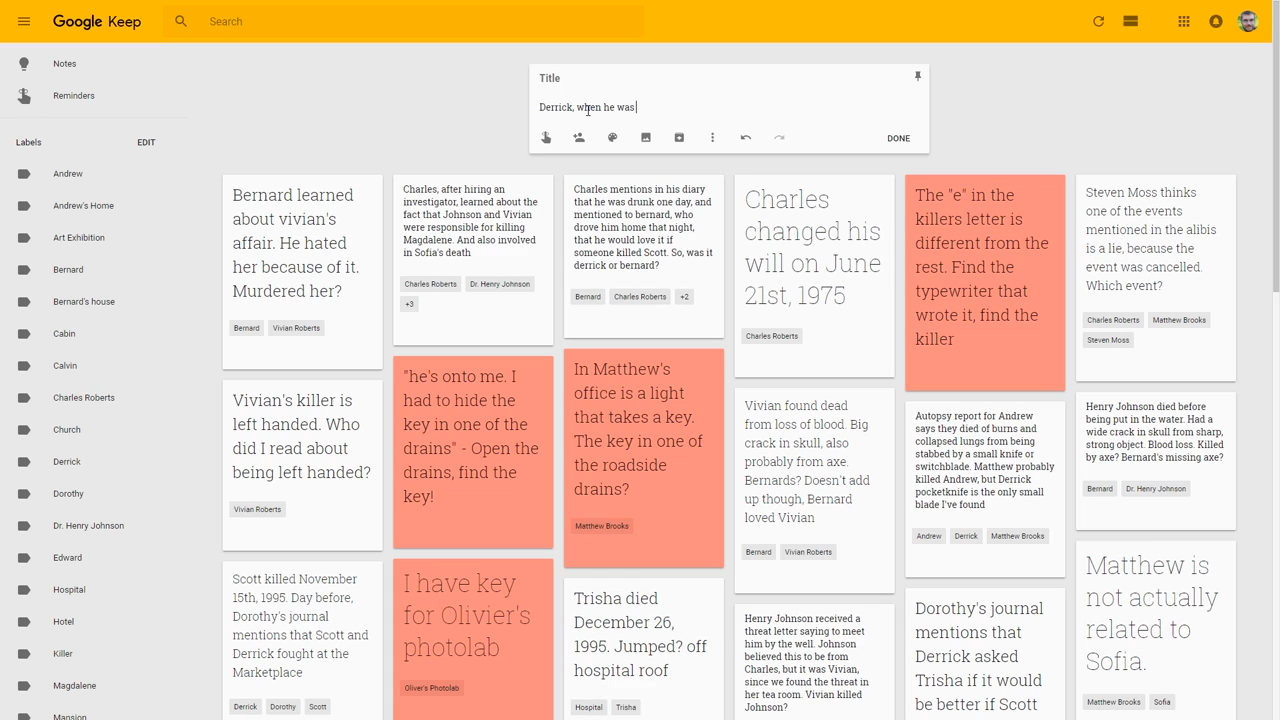 Google Keep
Search
Notes
Reminders
Labels
EDIT
Andrew
Andrew's Home
Art Exhibition
Bernard
Bernard's house
Cabin
Calvin
Charles Roberts
Church
Derrick
Dorothy
Dr. Henry Johnson
Edward
Hospital
Hotel
Killer
Magdalene
Mansion
Title
Derrick, when he was
DONE
Bernard learned
about vivian's
affair. He hated
her because of it.
Murdered her?
Bernard
Vivian Roberts
Vivian's killer is
left handed. Who
did I read about
being left handed?
Vivian Roberts
Scott killed November
15th, 1995. Day before,
Dorothy's journal
mentions that Scott and
Derrick fought at the
Marketplace
Derrick
Dorothy
Scott
Charles, after hiring an
investigator, learned about the
fact that Johnson and Vivian
were responsible for killing
Magdalene. And also involved
in Sofia's death
Charles Roberts
Dr. Henry Johnson
+3
"he's onto me. I
had to hide the
key in one of the
drains" - Open the
drains, find the
key!
I have key
for Olivier's
photolab
Oliver's Photolab
Charles mentions in his diary
that he was drunk one day, and
mentioned to bernard, who
drove him home that night,
that he would love it if
someone killed Scott. So, was it
derrick or bernard?
Bernard
Charles Roberts
+2
In Matthew's
office is a light
that takes a key.
The key in one of
the roadside
drains?
Matthew Brooks
Trisha died
December 26,
1995. Jumped? off
hospital roof
Hospital
Trisha
Charles
changed his
will on June
21st, 1975
Charles Roberts
Vivian found dead
from loss of blood. Big
crack in skull, also
probably from axe.
Bernards? Doesn't add
up though, Bernard
loved Vivian
Bernard
Vivian Roberts
Henry Johnson received a
threat letter saying to meet
him by the well. Johnson
believed this to be from
Charles, but it was Vivian,
since we found the threat in
her tea room. Vivian killed
Johnson?
The "e" in the
killers letter is
different from the
rest. Find the
typewriter that
wrote it, find the
killer
Autopsy report for Andrew
says they died of burns and
collapsed lungs from being
stabbed by a small knife or
switchblade. Matthew probably
killed Andrew, but Derrick
pocketknife is the only small
blade I've found
Andrew
Derrick
Matthew Brooks
Dorothy's journal
mentions that
Derrick asked
Trisha if it would
be better if Scott
Steven Moss thinks
one of the events
mentioned in the alibis
is a lie, because the
event was cancelled.
Which event?
Charles Roberts
Matthew Brooks
Steven Moss
Henry Johnson died before
being put in the water. Had a
wide crack in skull from sharp,
strong object. Blood loss. Killed
by axe? Bernard's missing axe?
Bernard
Dr. Henry Johnson
Matthew is
not actually
related to
Sofia.
Matthew Brooks
Sofia